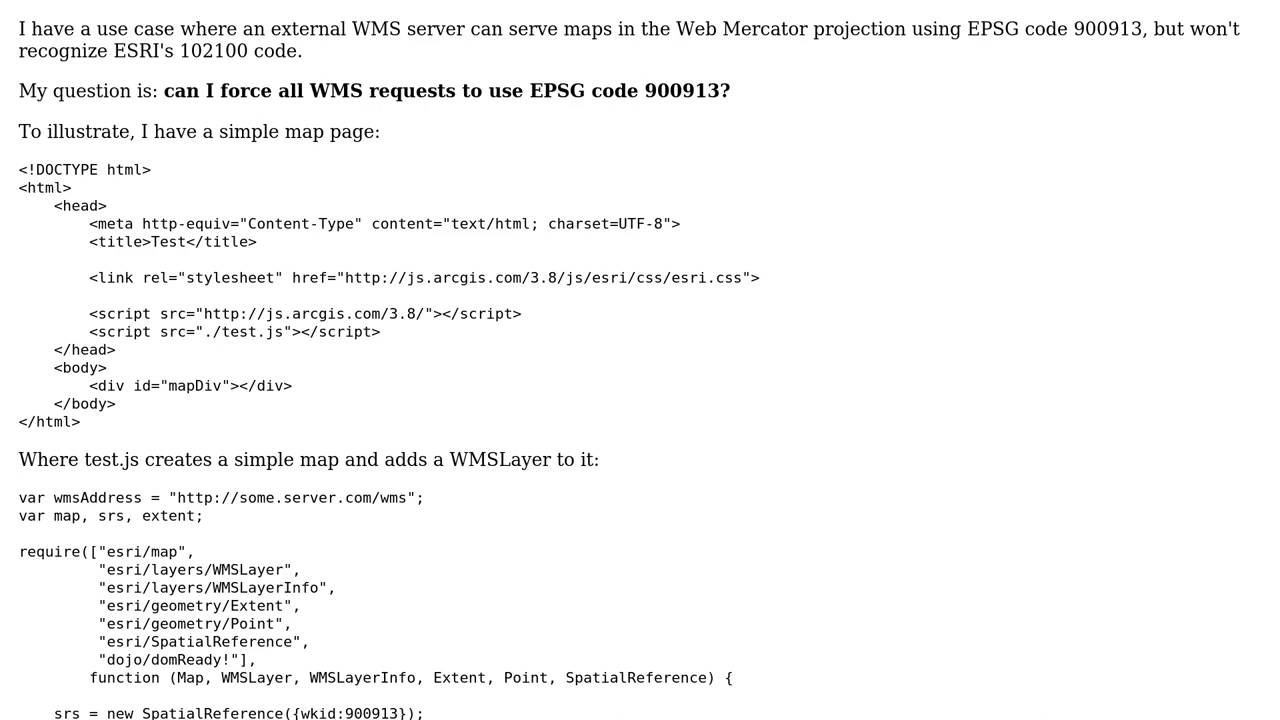 I have a use case where an external WMS server can serve maps in the Web Mercator projection using EPSG code 900913, but won't
recognize ESRI's 102100 code.
My question is: can I force all WMS requests to use EPSG code 900913?
To illustrate, I have a simple map page:
<!DOCTYPE html>
<html>
    <head>
        <meta http-equiv="Content-Type" content="text/html; charset=UTF-8">
        <title>Test</title>
        <link rel="stylesheet" href="http://js.arcgis.com/3.8/js/esri/css/esri.css">
        <script src="http://js.arcgis.com/3.8/"></script>
        <script src="./test.js"></script>
    </head>
    <body>
        <div id="mapDiv"></div>
    </body>
</html>
Where test.js creates a simple map and adds a WMSLayer to it:
var wmsAddress = "http://some.server.com/wms";
var map, srs, extent;
require(["esri/map",
         "esri/layers/WMSLayer",
         "esri/layers/WMSLayerInfo",
         "esri/geometry/Extent",
         "esri/geometry/Point",
         "esri/SpatialReference",
         "dojo/domReady!"],
        function (Map, WMSLayer, WMSLayerInfo, Extent, Point, SpatialReference) {
    srs = new SpatialReference({wkid:900913});